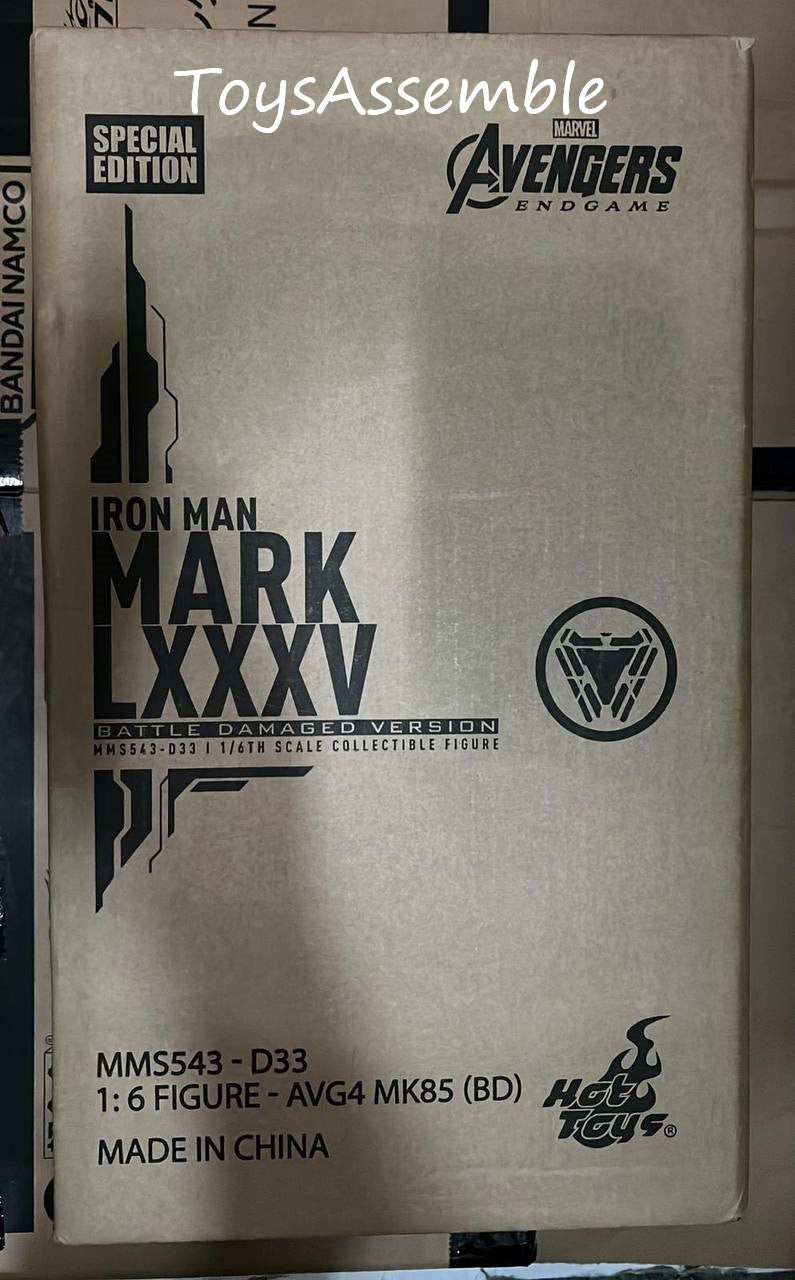 ToysAssemble
SPECIAL
EDITION
MARVEL
AVENGERS
ENDGAME
BANDAI NAMCO
IRON MAN
MARK
LXXXV
BATTLE DAMAGED VERSION
MMS543-D33 | 1/6TH SCALE COLLECTIBLE FIGURE
MMS543 - D33
1: 6 FIGURE - AVG4 MK85 (BD)
MADE IN CHINA
Hot
Toys®